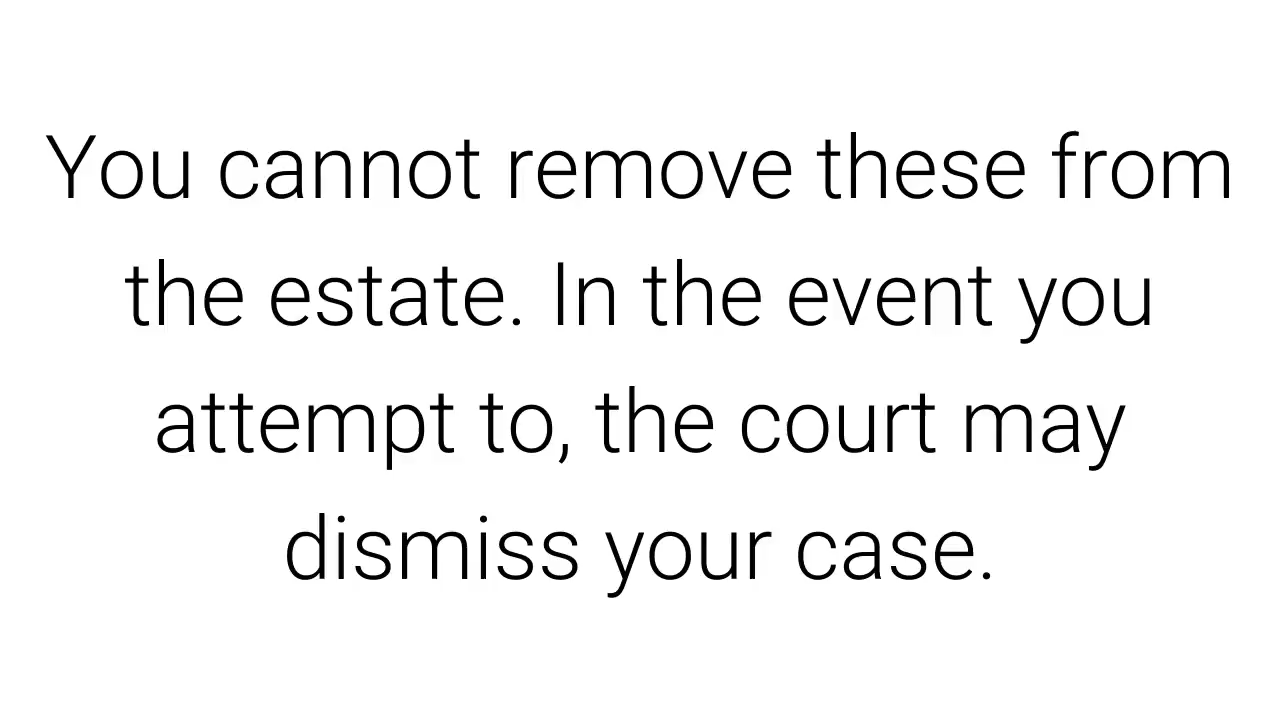 You cannot remove these from
the estate. In the event you
attempt to, the court may
dismiss your case.